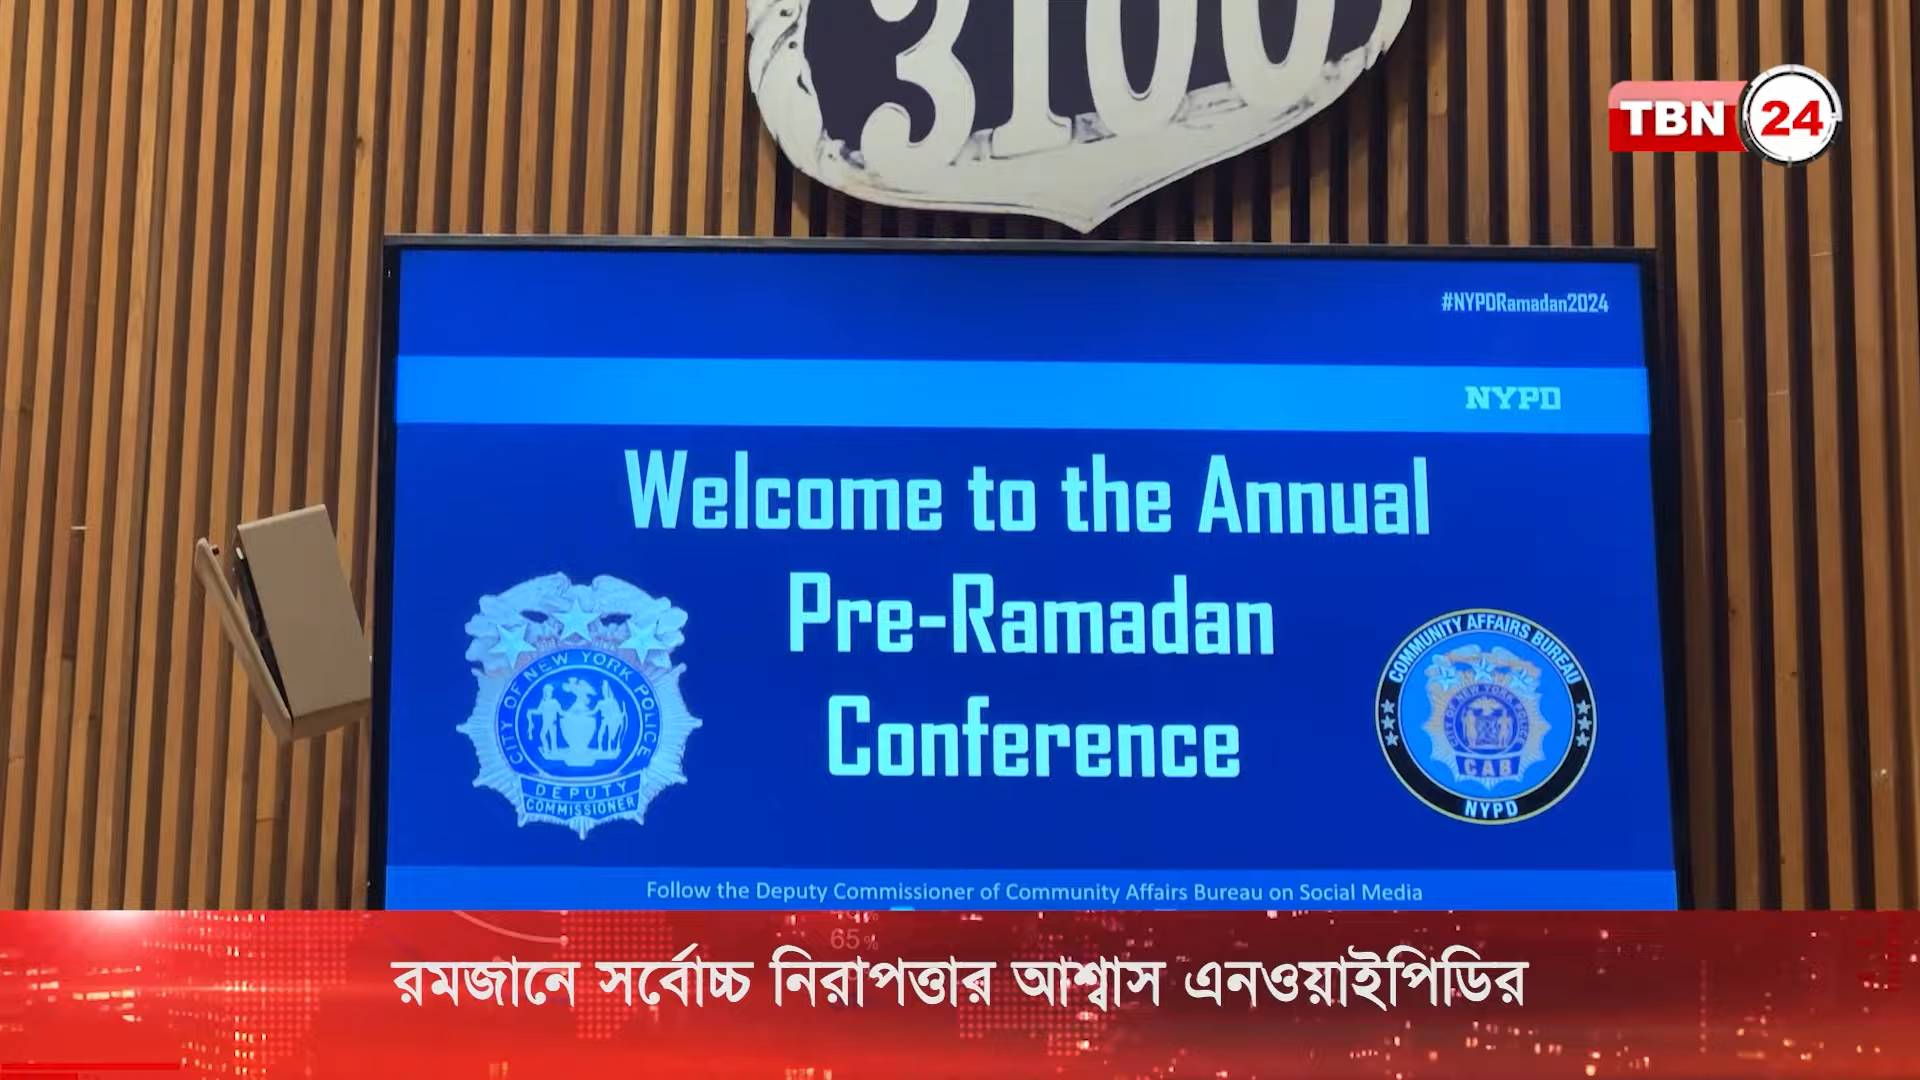 3100
TBN 24
#NYPDRamadan2024
NYPD
Welcome to the Annual
Pre-Ramadan
Conference
CITY OF NEW YORK POLICE
DEPUTY
COMMISSIONER
COMMUNITY AFFAIRS BUREAU
CITY OF NEW YORK POLICE
CAB
NYPD
Follow the Deputy Commissioner of Community Affairs Bureau on Social Media
65%
রমজানে সর্বোচ্চ নিরাপত্তার আশ্বাস এনওয়াইপিডির